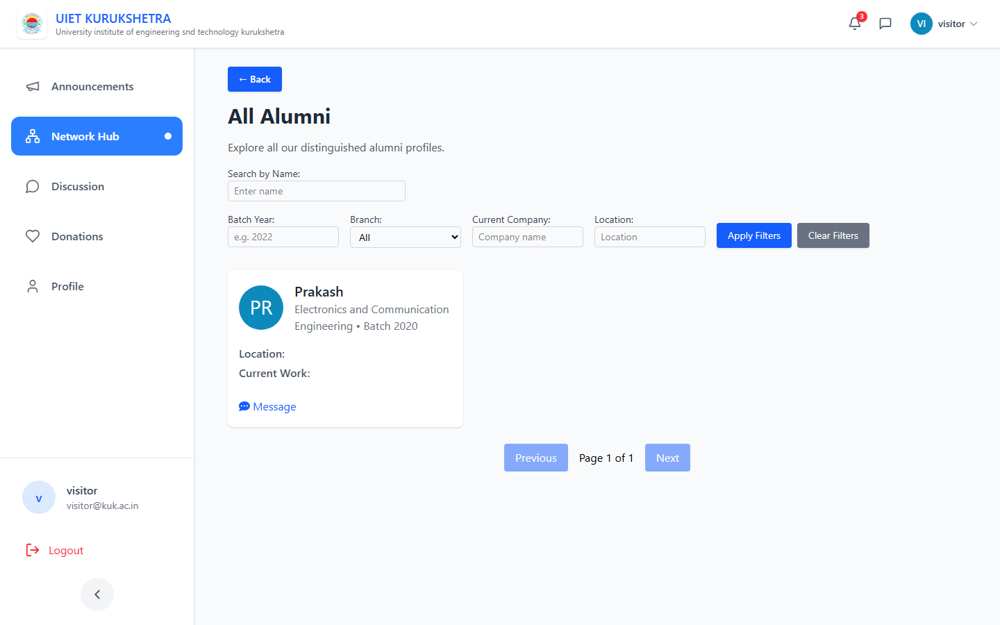 UIET KURUKSHETRA
University institute of engineering snd technology kurukshetra
3
VI
visitor
Announcements
Network Hub
Discussion
Donations
Profile
v
visitor
visitor@kuk.ac.in
Logout
← Back
All Alumni
Explore all our distinguished alumni profiles.
Search by Name:
Enter name
Batch Year:
e.g. 2022
Branch:
All
Current Company:
Company name
Location:
Location
Apply Filters
Clear Filters
PR
Prakash
Electronics and Communication
Engineering • Batch 2020
Location:
Current Work:
Message
Previous
Page 1 of 1
Next